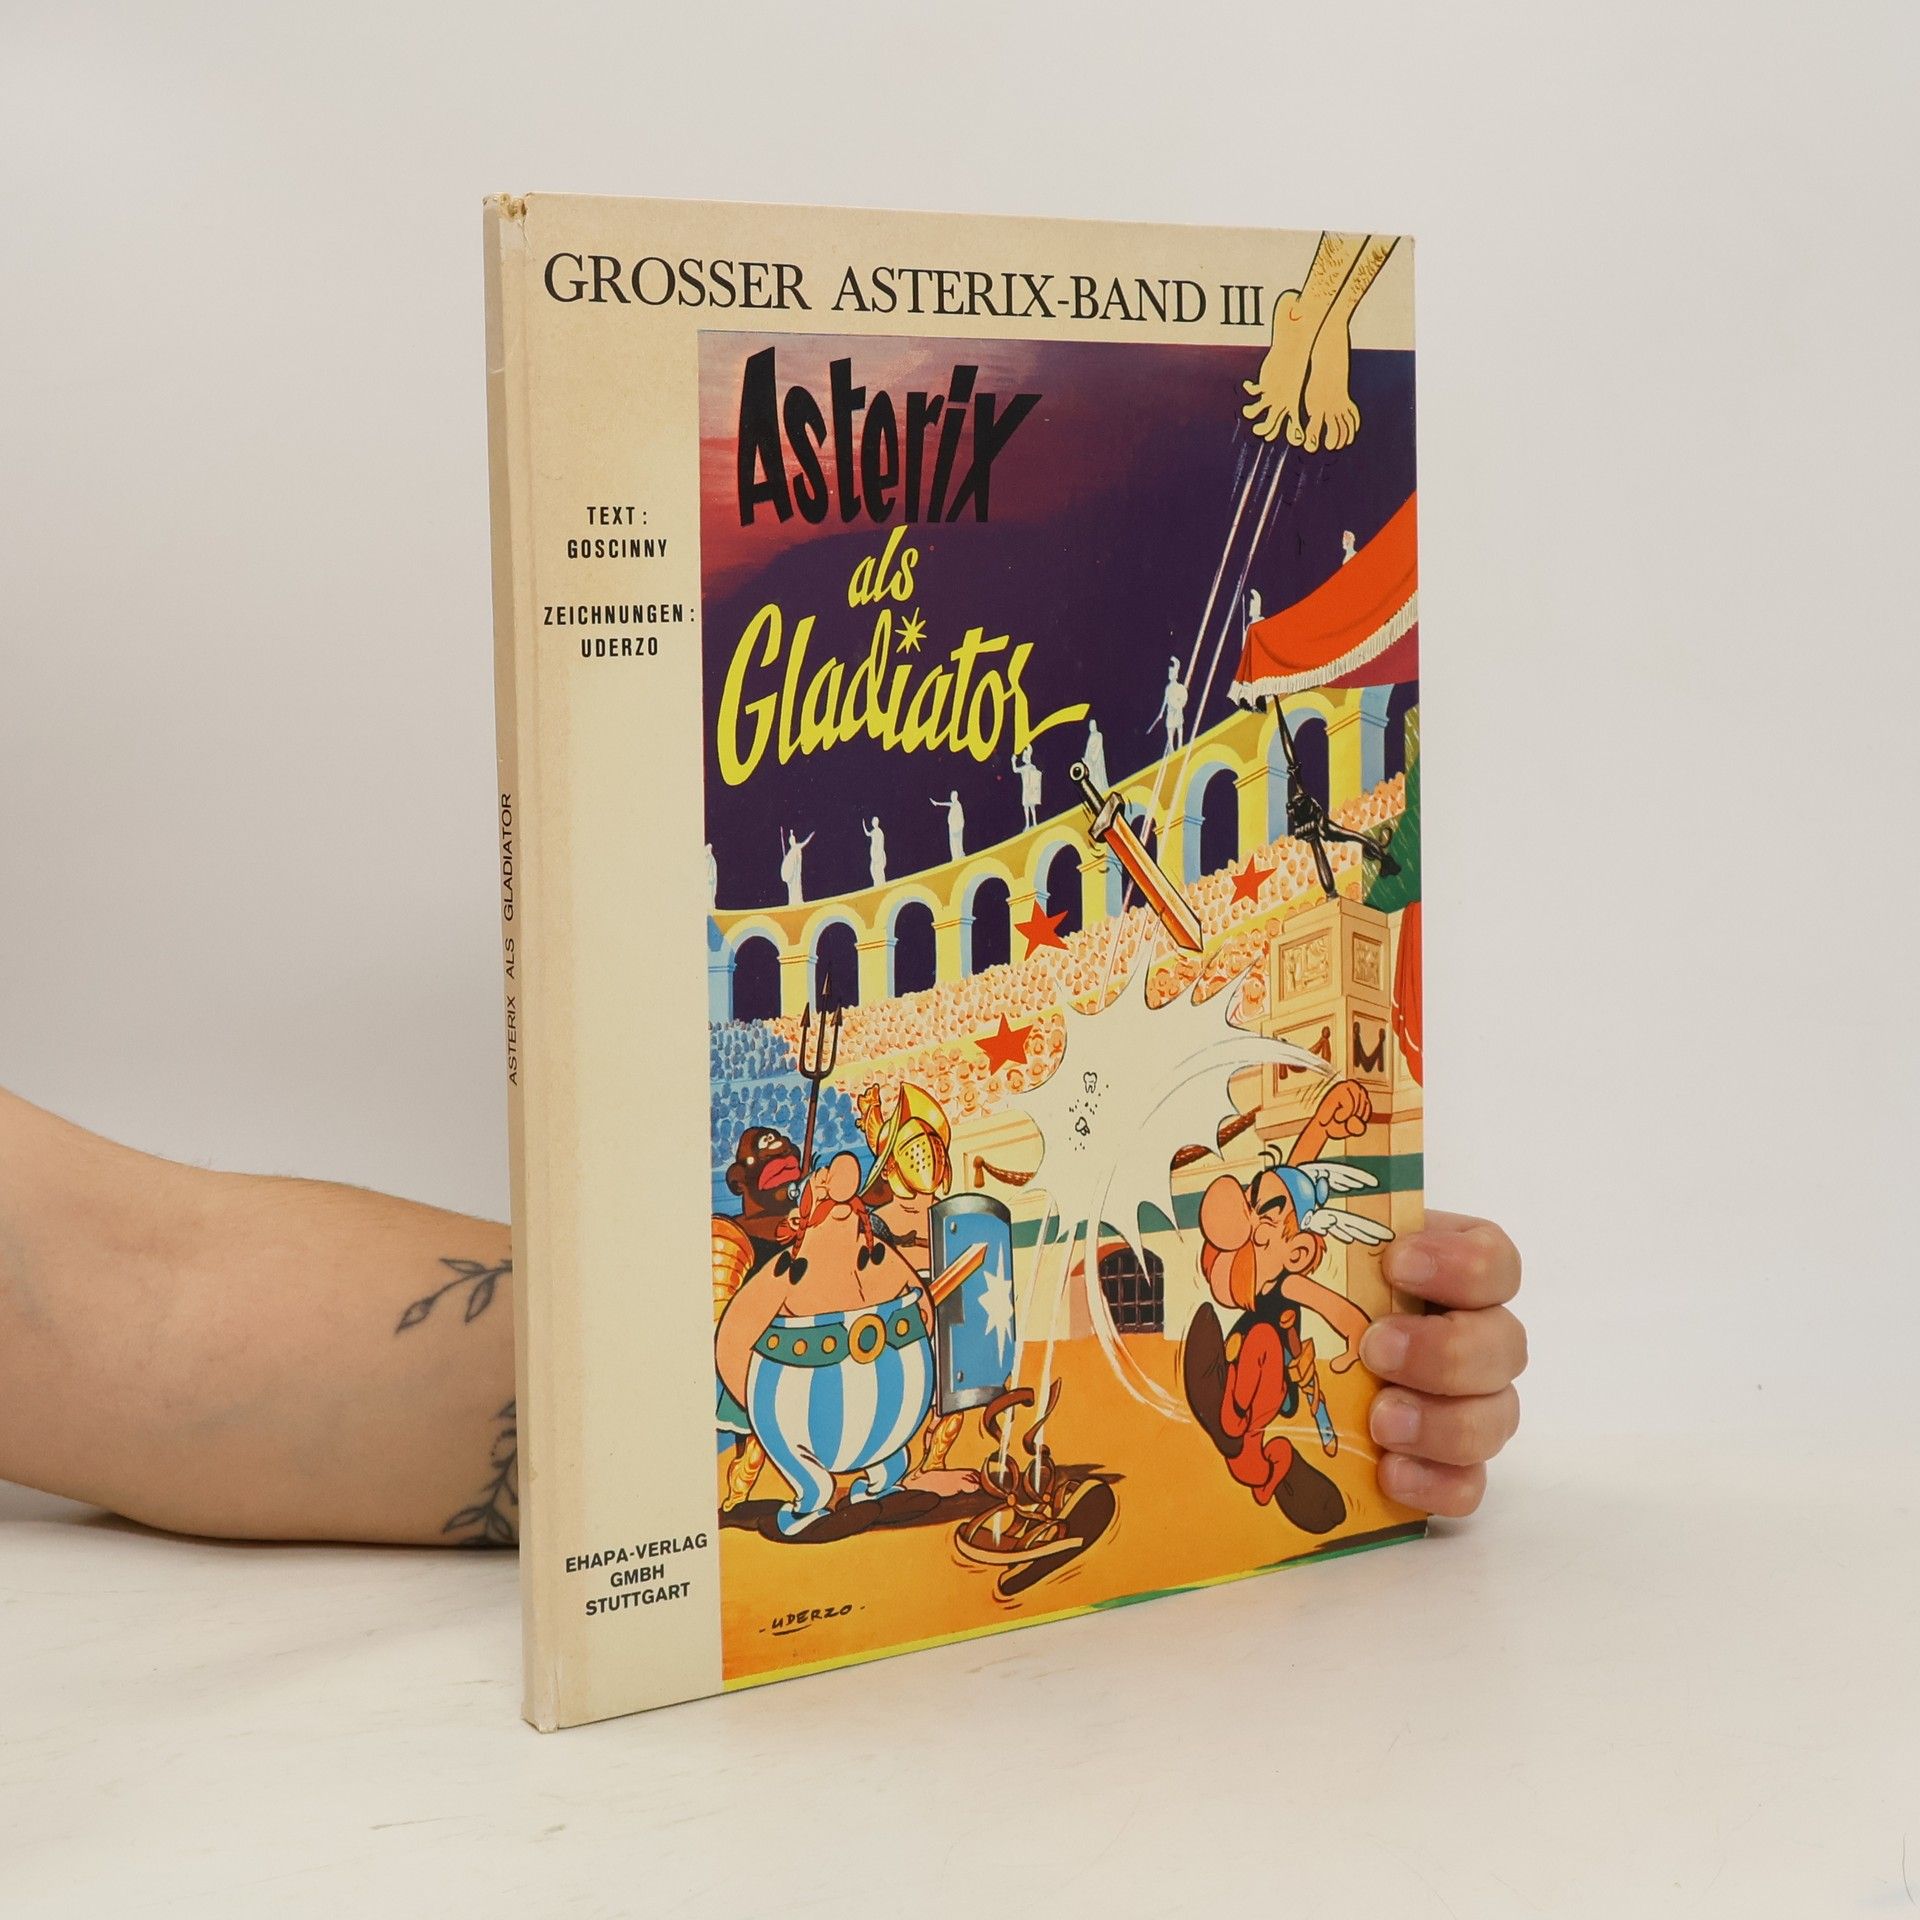 GROSSER ASTERIX-BAND III
Asterix
als
Gladiator
TEXT:
GOSCINNY
ZEICHNUNGEN:
UDERZO
ASTERIX ALS GLADIATOR
EHAPA-VERLAG
GMBH
STUTTGART
-UDERZO-